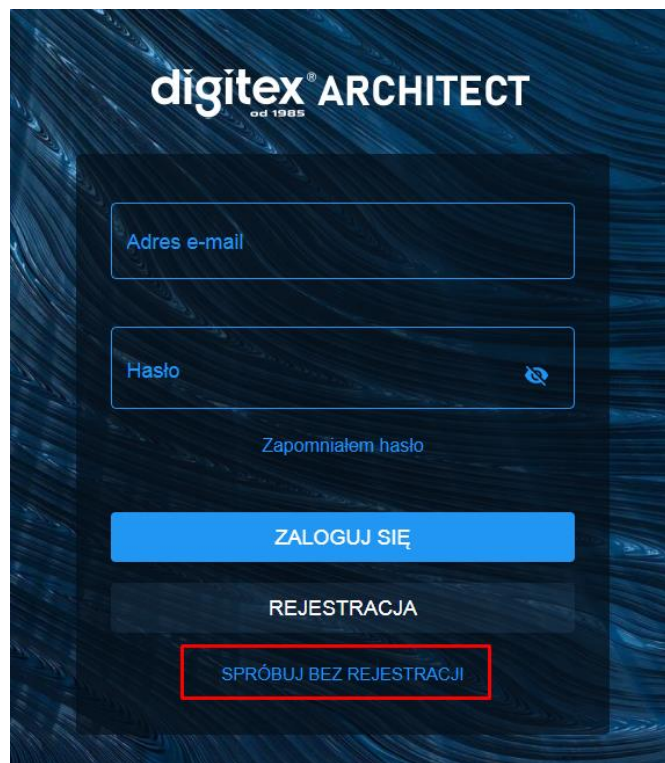 digitex® ARCHITECT
od 1985
Adres e-mail
Hasło
Zapomniałem hasło
ZALOGUJ SIĘ
REJESTRACJA
SPRÓBUJ BEZ REJESTRACJI